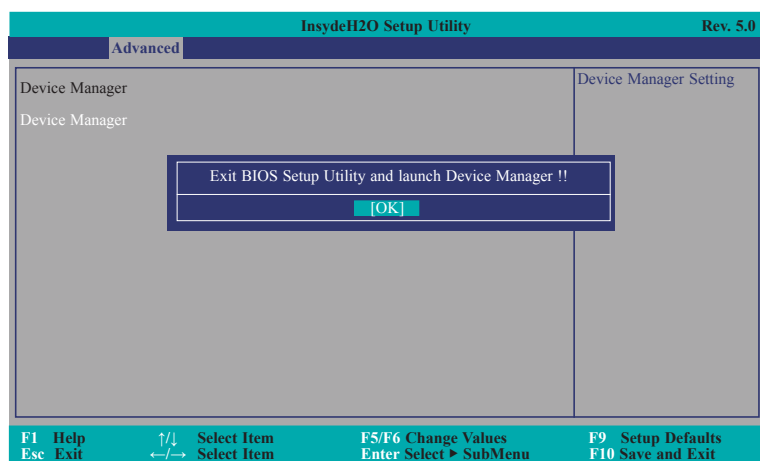 InsydeH2O Setup Utility Rev. 5.0
Advanced
Device Manager
Device Manager
Device Manager Setting
Exit BIOS Setup Utility and launch Device Manager !!
[OK]
F1 Help ↑/↓ Select Item F5/F6 Change Values F9 Setup Defaults
Esc Exit ←/→ Select Item Enter Select ▶ SubMenu F10 Save and Exit